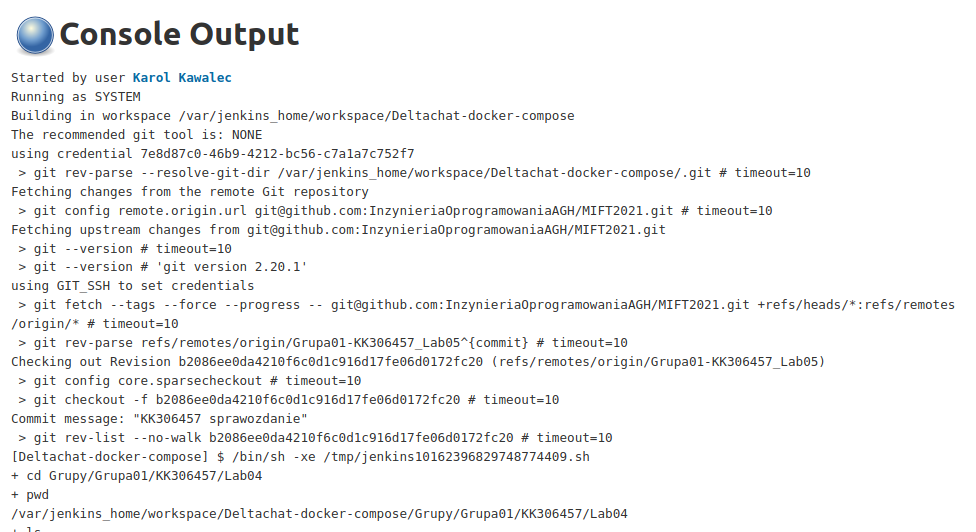 Console Output
Started by user Karol Kawalec
Running as SYSTEM
Building in workspace /var/jenkins_home/workspace/Deltachat-docker-compose
The recommended git tool is: NONE
using credential 7e8d87c0-46b9-4212-bc56-c7a1a7c752f7
 > git rev-parse --resolve-git-dir /var/jenkins_home/workspace/Deltachat-docker-compose/.git # timeout=10
Fetching changes from the remote Git repository
 > git config remote.origin.url git@github.com:InzynieriaOprogramowaniaAGH/MIFT2021.git # timeout=10
Fetching upstream changes from git@github.com:InzynieriaOprogramowaniaAGH/MIFT2021.git
 > git --version # timeout=10
 > git --version # 'git version 2.20.1'
using GIT_SSH to set credentials
 > git fetch --tags --force --progress -- git@github.com:InzynieriaOprogramowaniaAGH/MIFT2021.git +refs/heads/*:refs/remotes
/origin/* # timeout=10
 > git rev-parse refs/remotes/origin/Grupa01-KK306457_Lab05^{commit} # timeout=10
Checking out Revision b2086ee0da4210f6c0d1c916d17fe06d0172fc20 (refs/remotes/origin/Grupa01-KK306457_Lab05)
 > git config core.sparsecheckout # timeout=10
 > git checkout -f b2086ee0da4210f6c0d1c916d17fe06d0172fc20 # timeout=10
Commit message: "KK306457 sprawozdanie"
 > git rev-list --no-walk b2086ee0da4210f6c0d1c916d17fe06d0172fc20 # timeout=10
[Deltachat-docker-compose] $ /bin/sh -xe /tmp/jenkins10162396829748774409.sh
+ cd Grupy/Grupa01/KK306457/Lab04
+ pwd
/var/jenkins_home/workspace/Deltachat-docker-compose/Grupy/Grupa01/KK306457/Lab04
+ ls